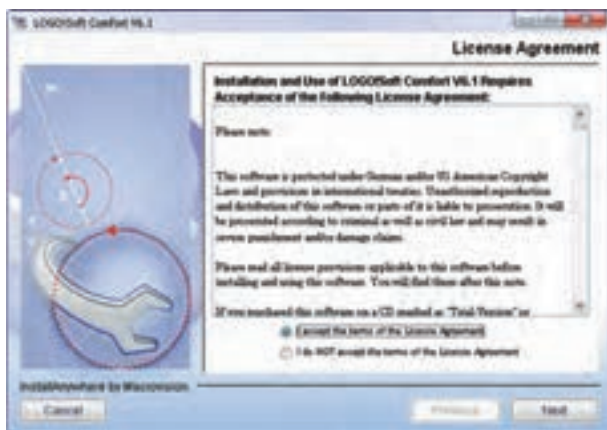 LOGO!Soft Comfort V6.1
License Agreement
Installation and Use of LOGO!Soft Comfort V6.1 Requires
Acceptance of the Following License Agreement:
Please note:
This software is protected under German and/or US American Copyright
Laws and provisions in international treaties. Unauthorized reproduction
and distribution of this software or parts of it is liable to prosecution. It will
be prosecuted according to criminal as well as civil law and may result in
severe punishment and/or damage claims.
Please read all license provisions applicable to this software before
installing and using this software. You will find them after this note.
If you purchased this software on a CD marked as "Trial-Version" or
I accept the terms of the License Agreement
I do NOT accept the terms of the License Agreement
InstallAnywhere by Macrovision
Cancel
Previous
Next